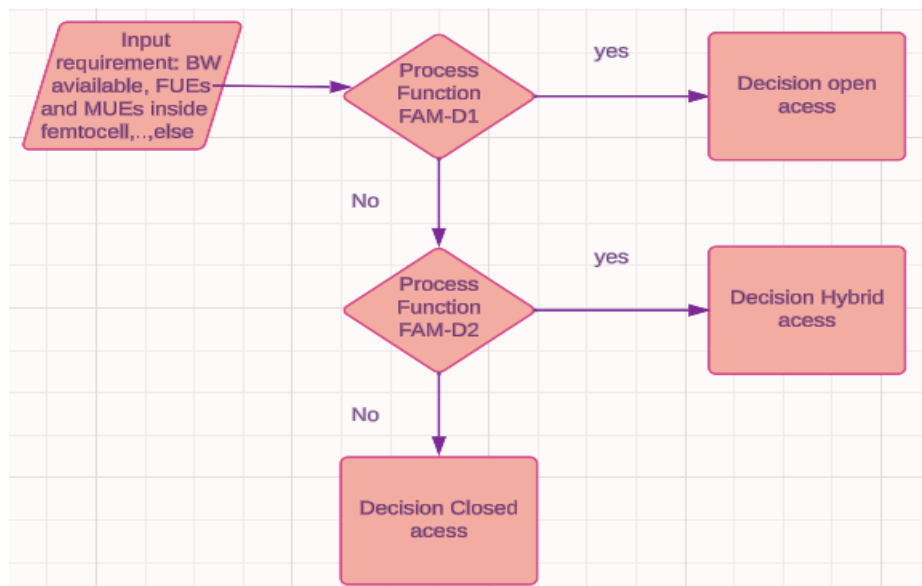 Input
requirement: BW
aviailable, FUEs
and MUEs inside
femtocell,..,else
Process
Function
FAM-D1
yes
Decision open
acess
No
Process
Function
FAM-D2
yes
Decision Hybrid
acess
No
Decision Closed
acess